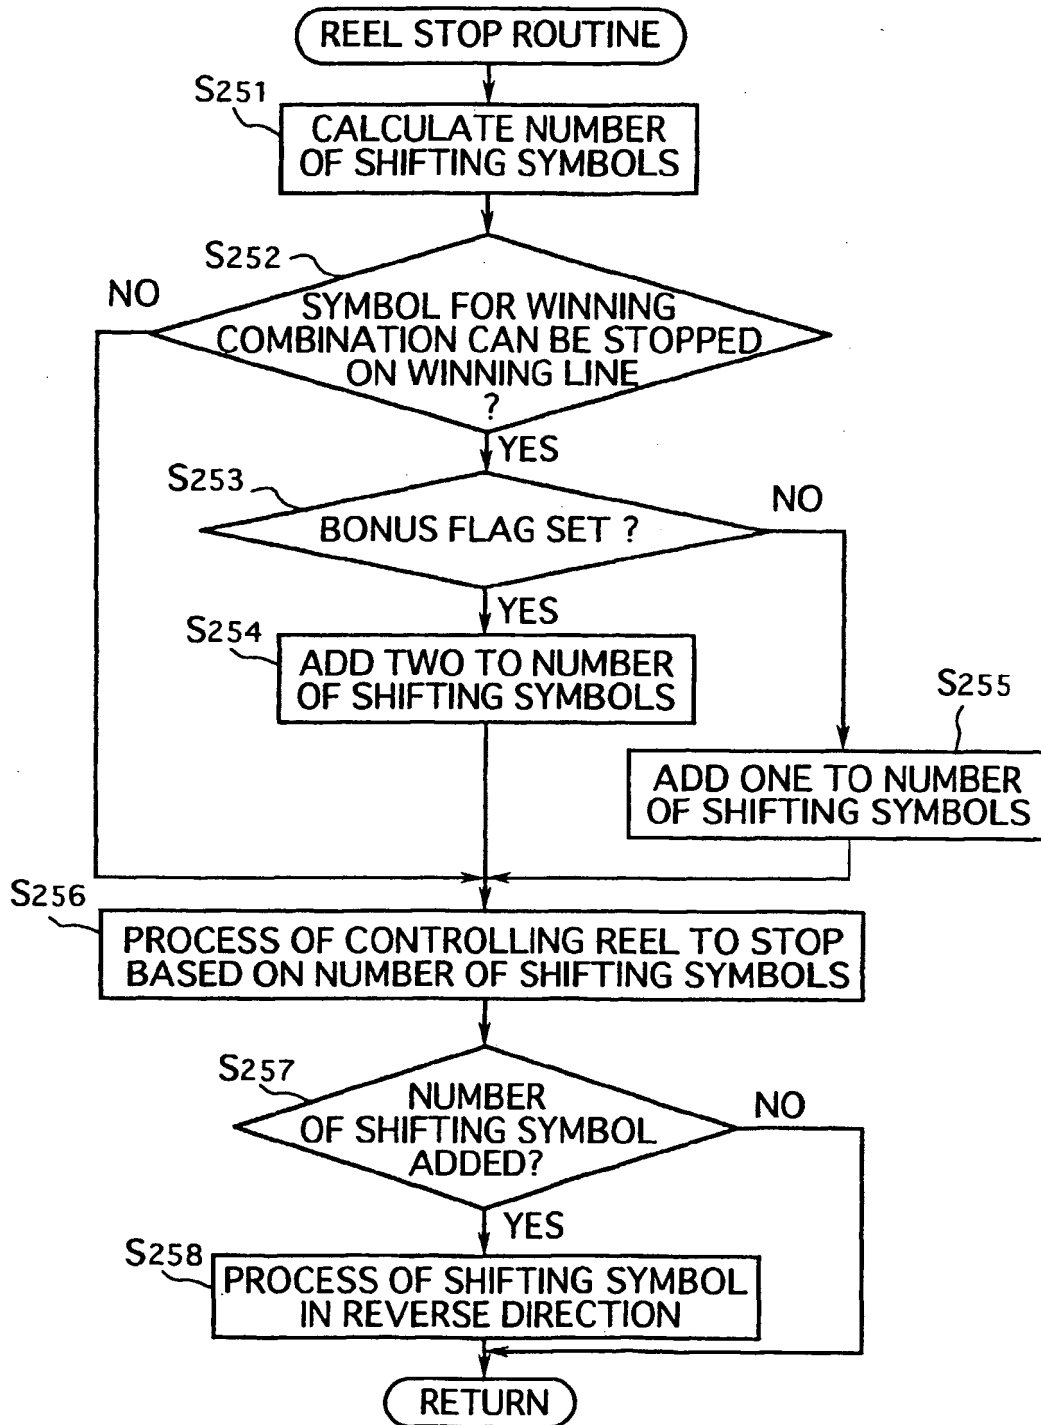 REEL STOP ROUTINE
S251
CALCULATE NUMBER
OF SHIFTING SYMBOLS
S252
NO
SYMBOL FOR WINNING
COMBINATION CAN BE STOPPED
ON WINNING LINE
?
YES
S253
NO
BONUS FLAG SET ?
YES
S254
ADD TWO TO NUMBER
OF SHIFTING SYMBOLS
S255
ADD ONE TO NUMBER
OF SHIFTING SYMBOLS
S256
PROCESS OF CONTROLLING REEL TO STOP
BASED ON NUMBER OF SHIFTING SYMBOLS
S257
NUMBER
OF SHIFTING SYMBOL
ADDED?
NO
YES
S258
PROCESS OF SHIFTING SYMBOL
IN REVERSE DIRECTION
RETURN